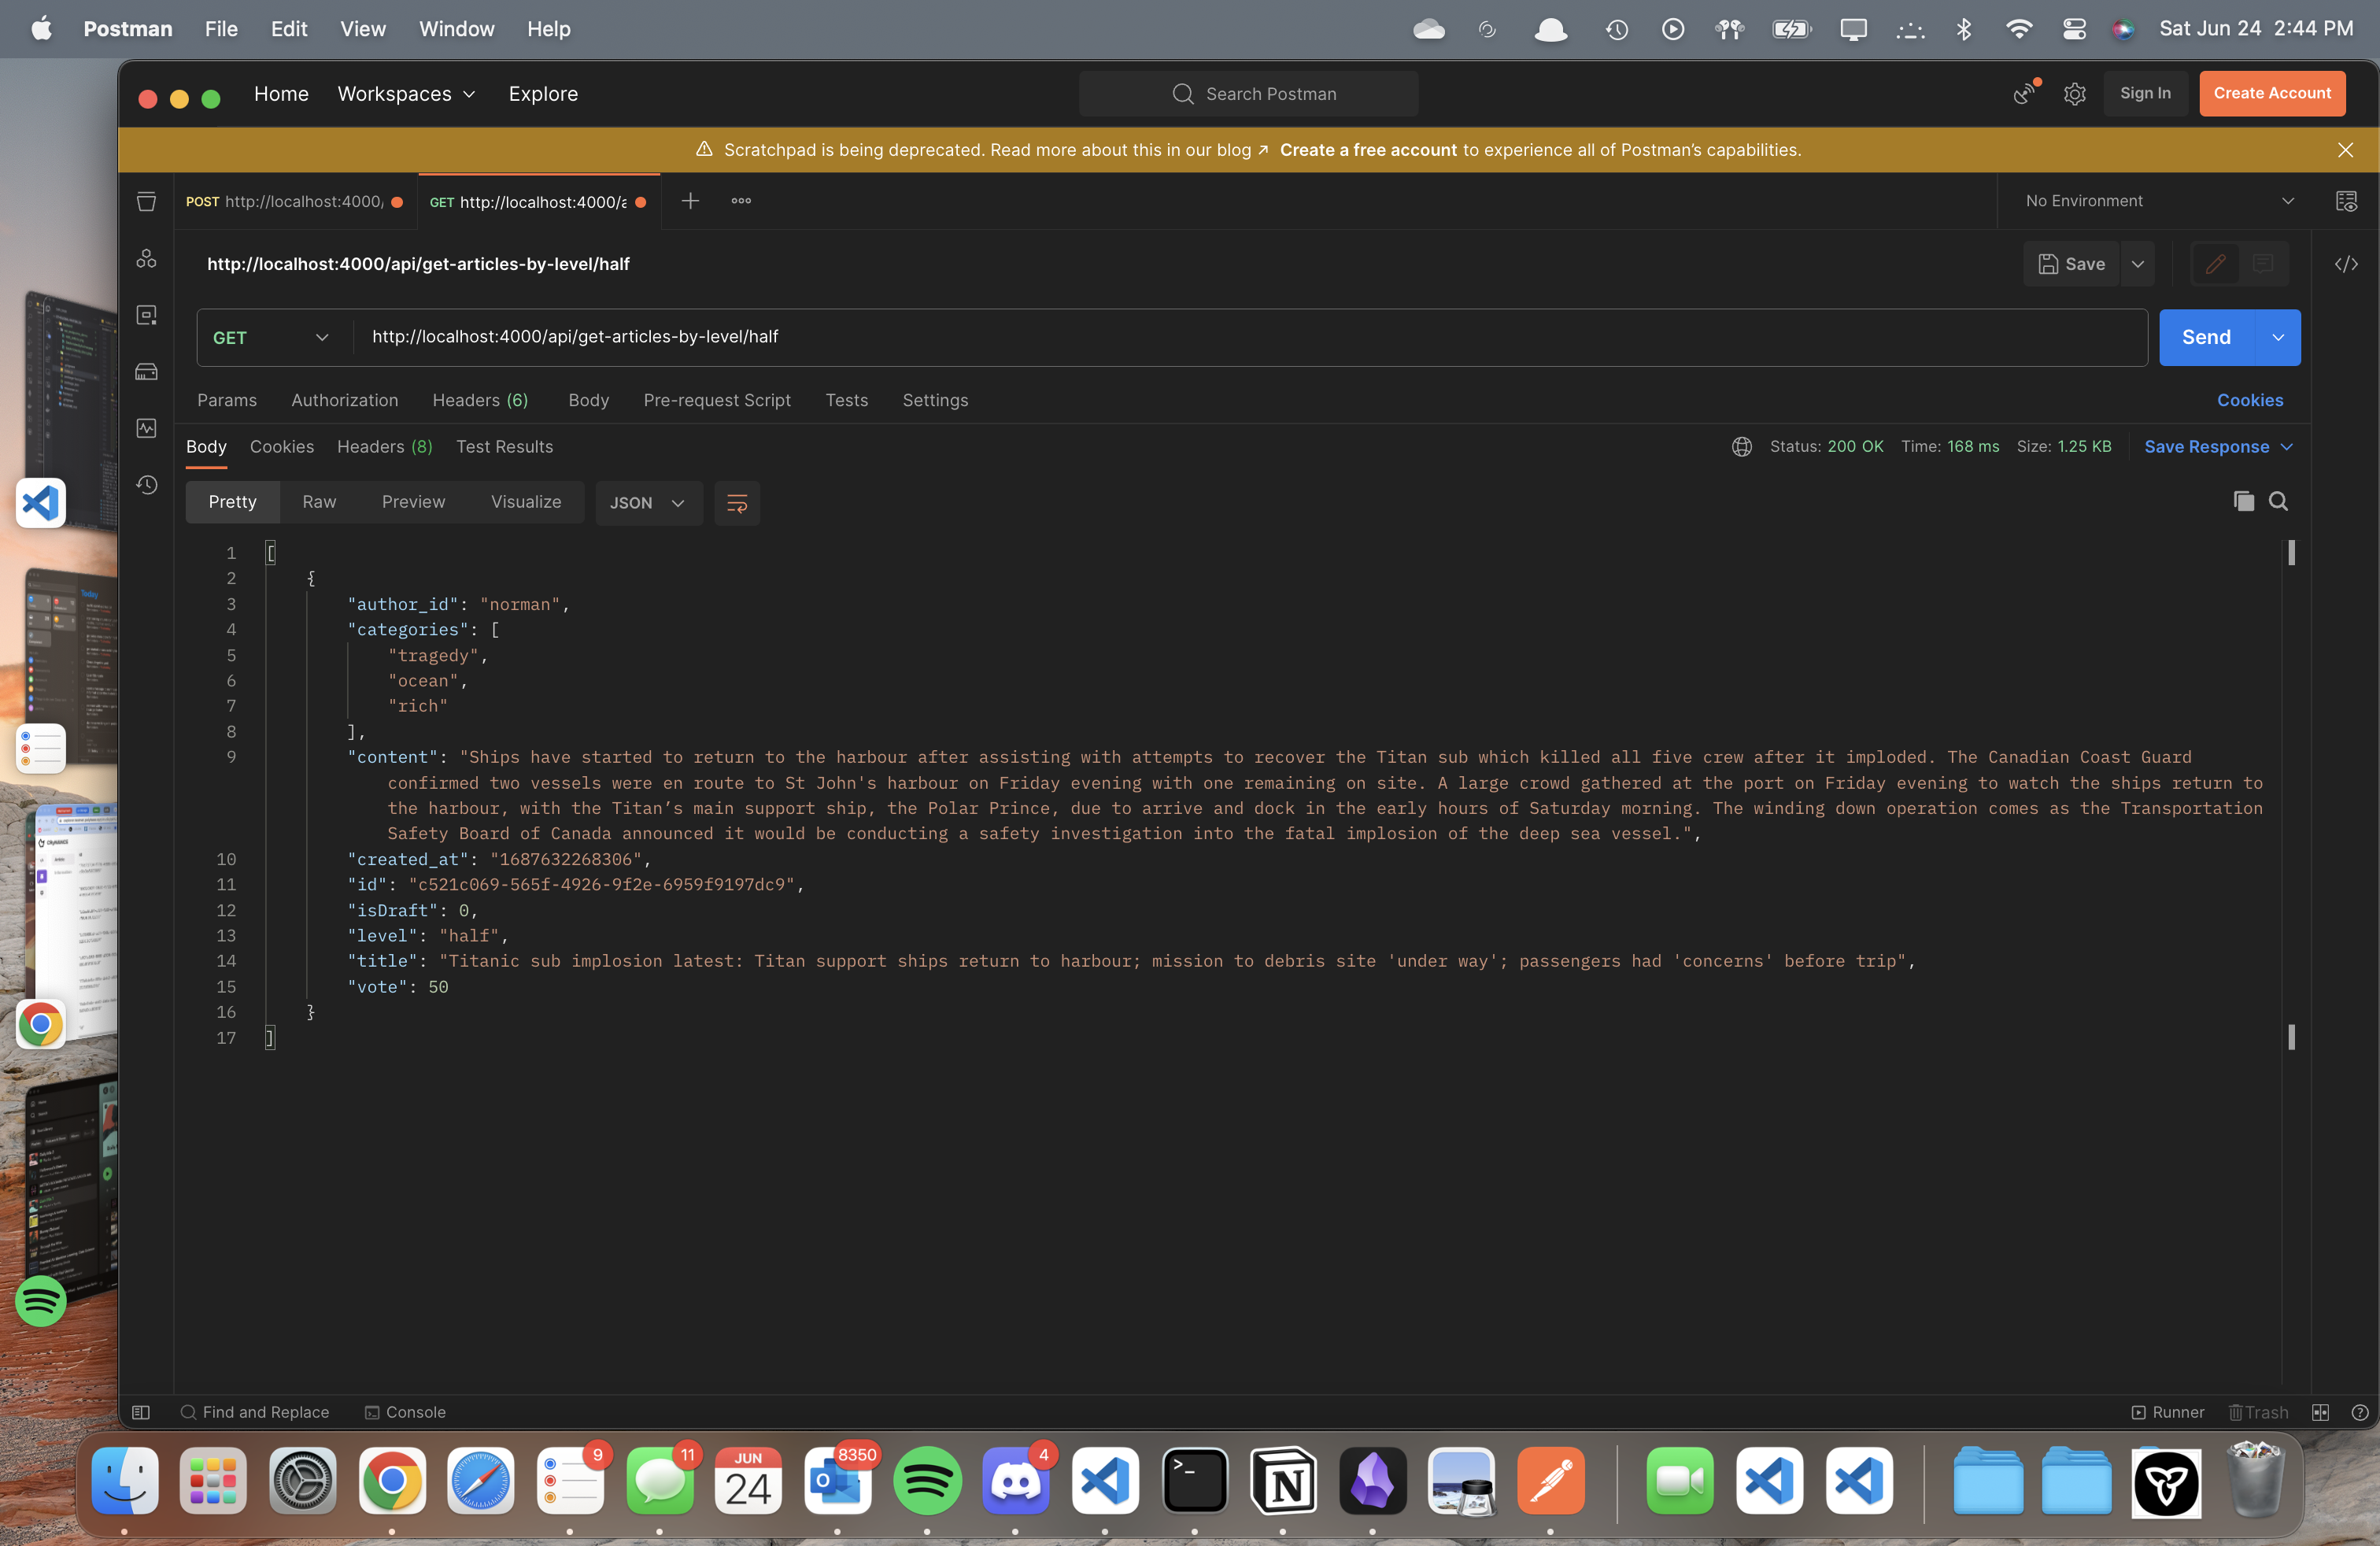 Postman File Edit View Window Help Sat Jun 24 2:44 PM
Home Workspaces Explore Search Postman Sign In Create Account
Scratchpad is being deprecated. Read more about this in our blog ↗ Create a free account to experience all of Postman’s capabilities.
POST http://localhost:4000/ GET http://localhost:4000/a No Environment
http://localhost:4000/api/get-articles-by-level/half Save
GET http://localhost:4000/api/get-articles-by-level/half Send
Params Authorization Headers (6) Body Pre-request Script Tests Settings Cookies
Body Cookies Headers (8) Test Results Status: 200 OK Time: 168 ms Size: 1.25 KB Save Response
Pretty Raw Preview Visualize JSON
1 [
2 {
3 "author_id": "norman",
4 "categories": [
5 "tragedy",
6 "ocean",
7 "rich"
8 ],
9 "content": "Ships have started to return to the harbour after assisting with attempts to recover the Titan sub which killed all five crew after it imploded. The Canadian Coast Guard
confirmed two vessels were en route to St John's harbour on Friday evening with one remaining on site. A large crowd gathered at the port on Friday evening to watch the ships return to
the harbour, with the Titan’s main support ship, the Polar Prince, due to arrive and dock in the early hours of Saturday morning. The winding down operation comes as the Transportation
Safety Board of Canada announced it would be conducting a safety investigation into the fatal implosion of the deep sea vessel.",
10 "created_at": "1687632268306",
11 "id": "c521c069-565f-4926-9f2e-6959f9197dc9",
12 "isDraft": 0,
13 "level": "half",
14 "title": "Titanic sub implosion latest: Titan support ships return to harbour; mission to debris site 'under way'; passengers had 'concerns' before trip",
15 "vote": 50
16 }
17 ]
Find and Replace Console Runner Trash
9 11 JUN 24 8350 4
Today